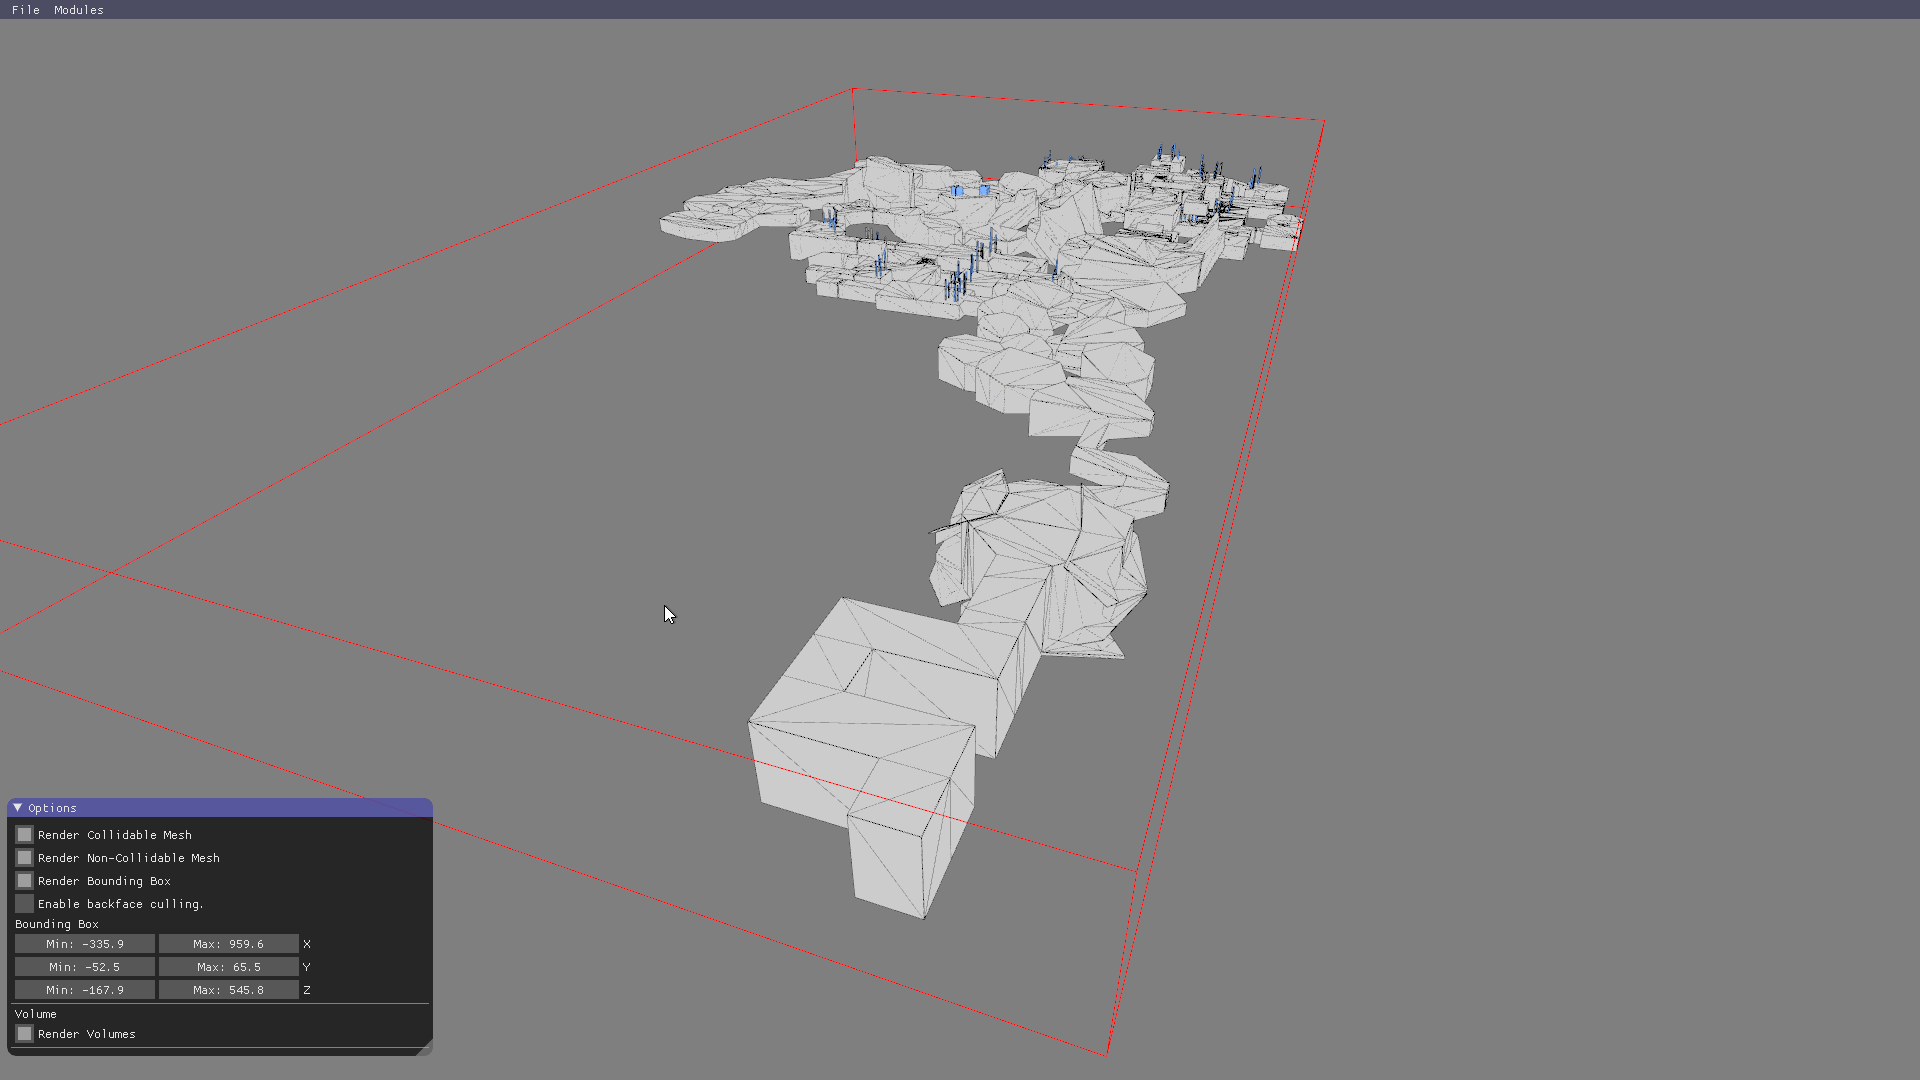 File Modules
Options
Render Collidable Mesh
Render Non-Collidable Mesh
Render Bounding Box
Enable backface culling.
Bounding Box
Min: -335.9 Max: 959.6 X
Min: -52.5 Max: 65.5 Y
Min: -167.9 Max: 545.8 Z
Volume
Render Volumes